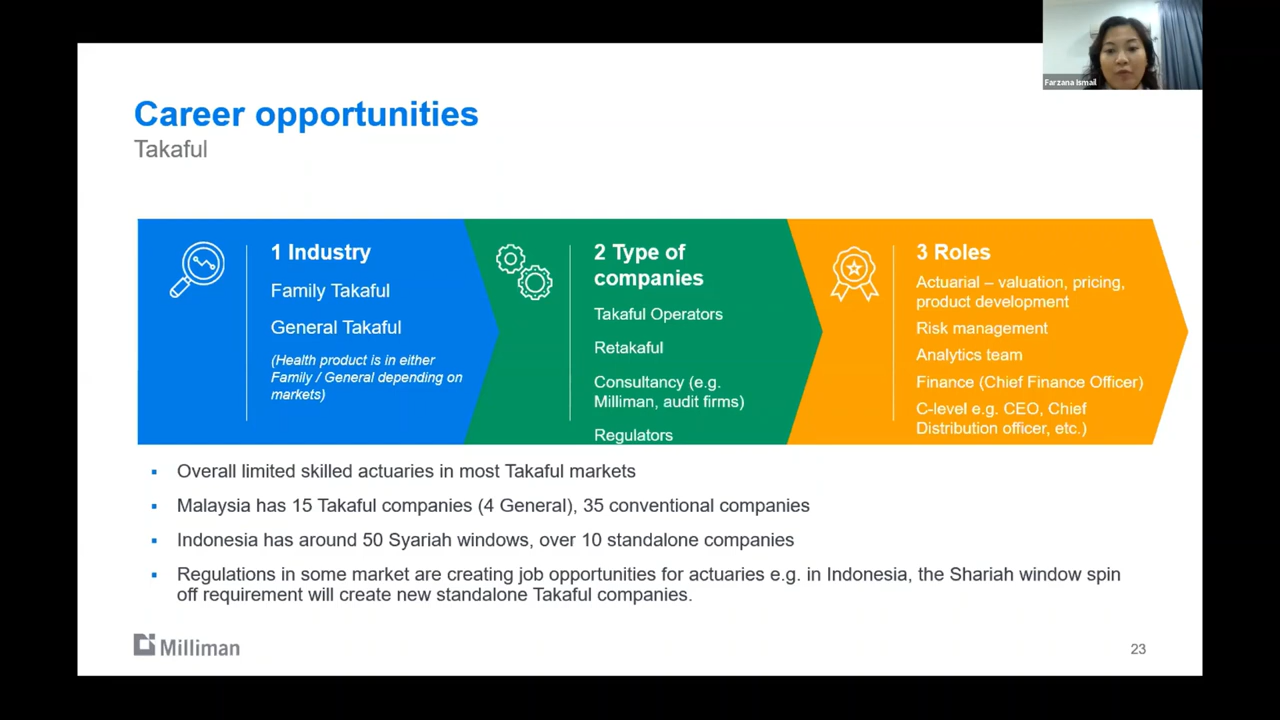 Farzana Ismail
Career opportunities
Takaful
1 Industry
Family Takaful
General Takaful
(Health product is in either
Family / General depending on
markets)
2 Type of
companies
Takaful Operators
Retakaful
Consultancy (e.g.
Milliman, audit firms)
Regulators
3 Roles
Actuarial – valuation, pricing,
product development
Risk management
Analytics team
Finance (Chief Finance Officer)
C-level e.g. CEO, Chief
Distribution officer, etc.)
▪ Overall limited skilled actuaries in most Takaful markets
▪ Malaysia has 15 Takaful companies (4 General), 35 conventional companies
▪ Indonesia has around 50 Syariah windows, over 10 standalone companies
▪ Regulations in some market are creating job opportunities for actuaries e.g. in Indonesia, the Shariah window spin
off requirement will create new standalone Takaful companies.
Milliman
23